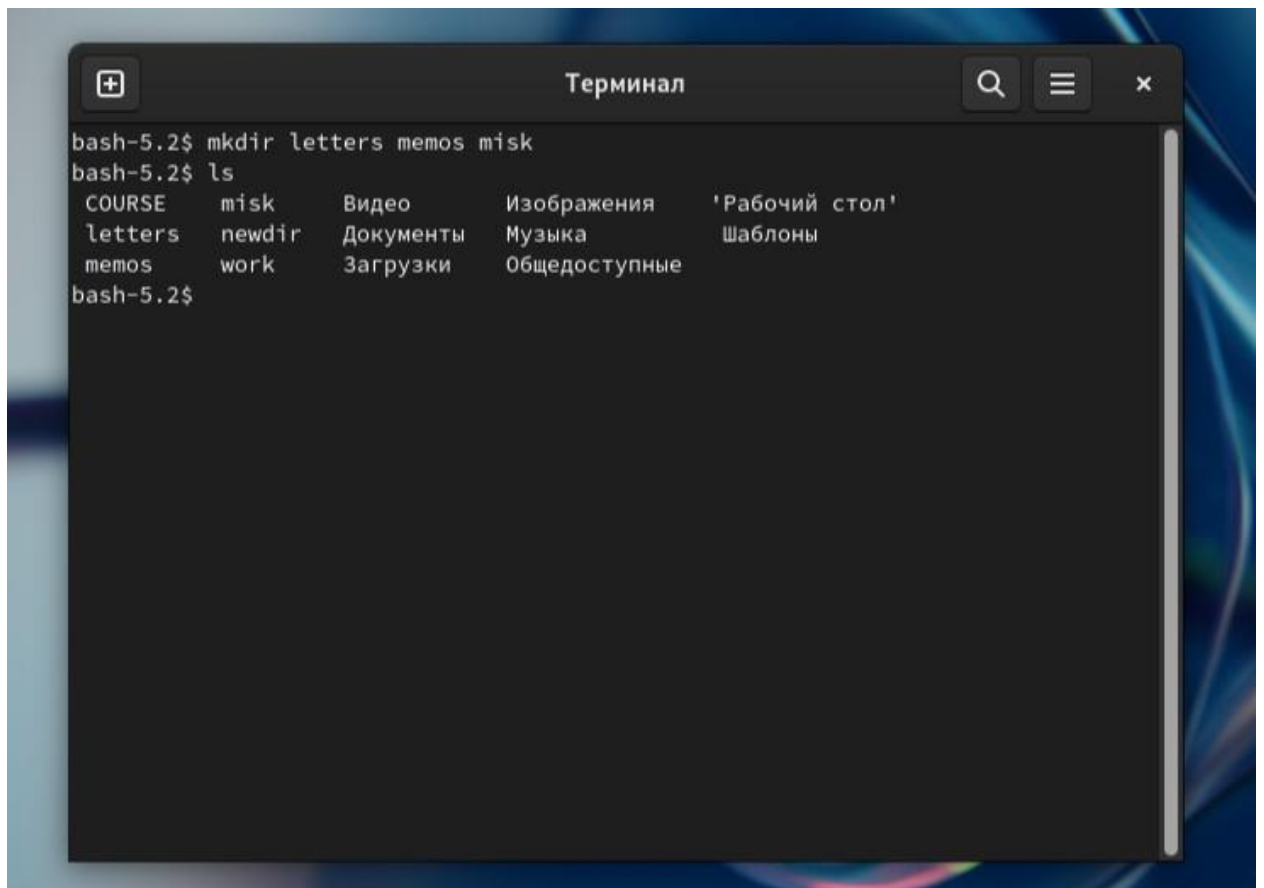 Терминал
bash-5.2$ mkdir letters memos misk
bash-5.2$ ls
COURSE misk Видео Изображения 'Рабочий стол'
letters newdir Документы Музыка Шаблоны
memos work Загрузки Общедоступные
bash-5.2$